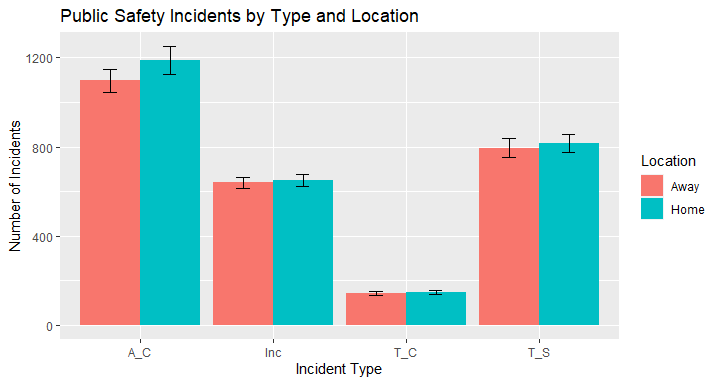 Public Safety Incidents by Type and Location
Number of Incidents
1200
800
400
0
A_C Inc T_C T_S
Incident Type
Location
Away
Home